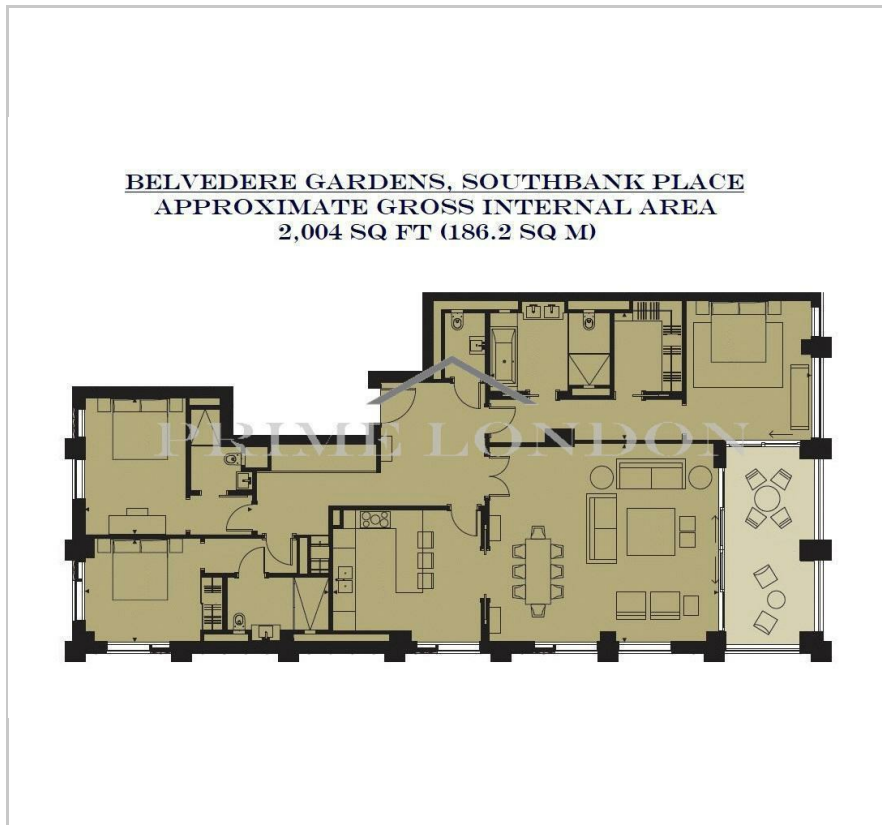 BELVEDERE GARDENS, SOUTHBANK PLACE
APPROXIMATE GROSS INTERNAL AREA
2,004 SQ FT (186.2 SQ M)
PRIME LONDON